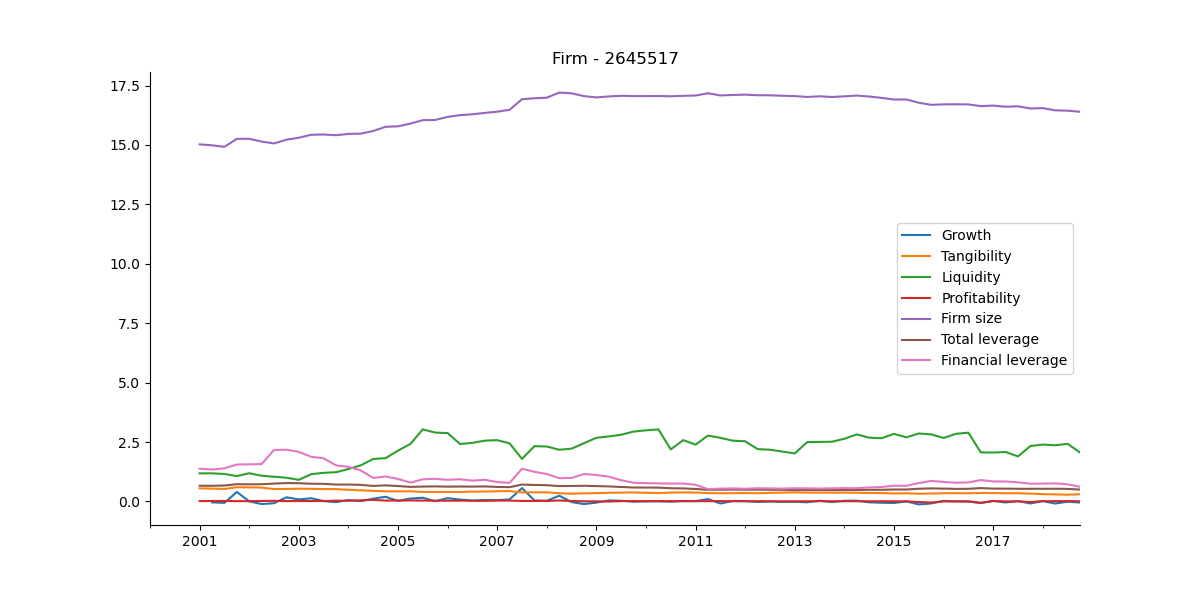 Firm - 2645517
17.5
15.0
12.5
10.0
7.5
5.0
2.5
0.0
Growth
Tangibility
Liquidity
Profitability
Firm size
Total leverage
Financial leverage
2001 2003 2005 2007 2009 2011 2013 2015 2017